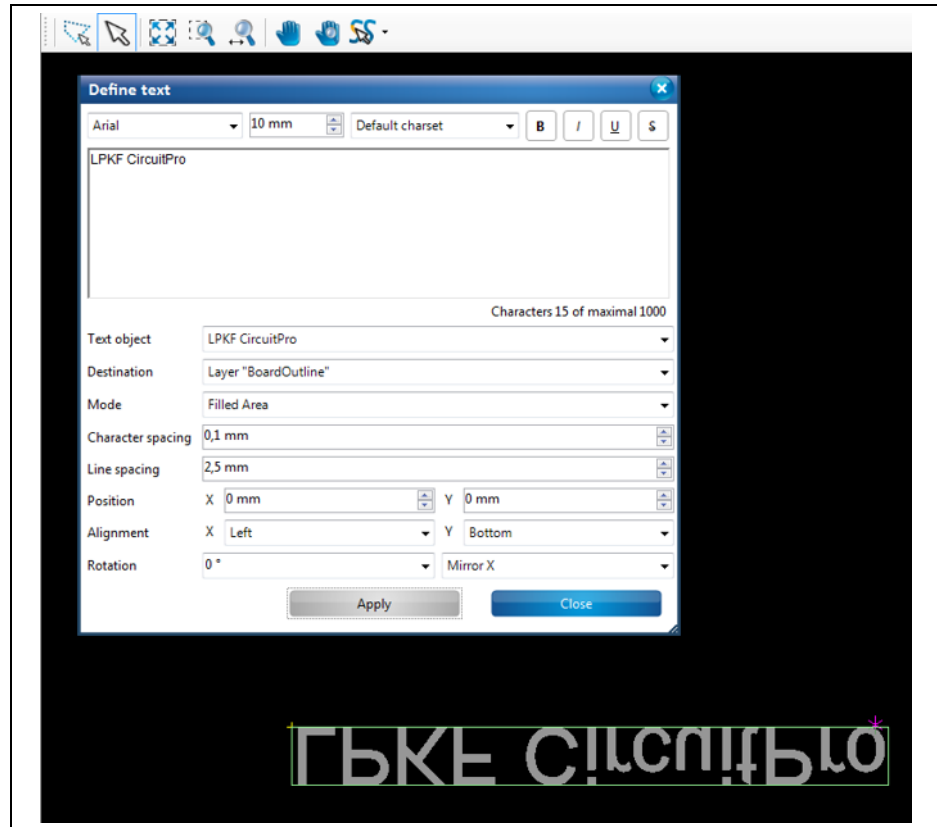 Define text
Arial 10 mm Default charset B I U S
LPKF CircuitPro
Characters 15 of maximal 1000
Text object LPKF CircuitPro
Destination Layer "BoardOutline"
Mode Filled Area
Character spacing 0,1 mm
Line spacing 2,5 mm
Position X 0 mm Y 0 mm
Alignment X Left Y Bottom
Rotation 0 ° Mirror X
Apply Close
LPKF CircuitPro